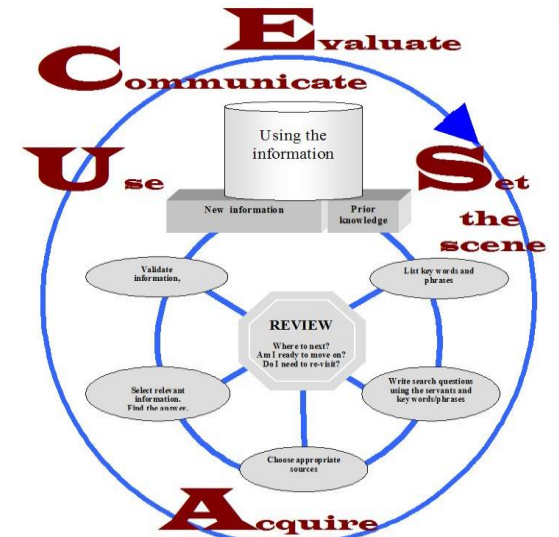 Evaluate
Communicate
Use
Set
the
scene
Using the
information
New information
Prior
knowledge
Validate
information,
List key words and
phrases
REVIEW
Where to next?
Am I ready to move on?
Do I need to re-visit?
Select relevant
information.
Find the answer.
Write search questions
using the servants and
key words/phrases
Choose appropriate
sources
Acquire